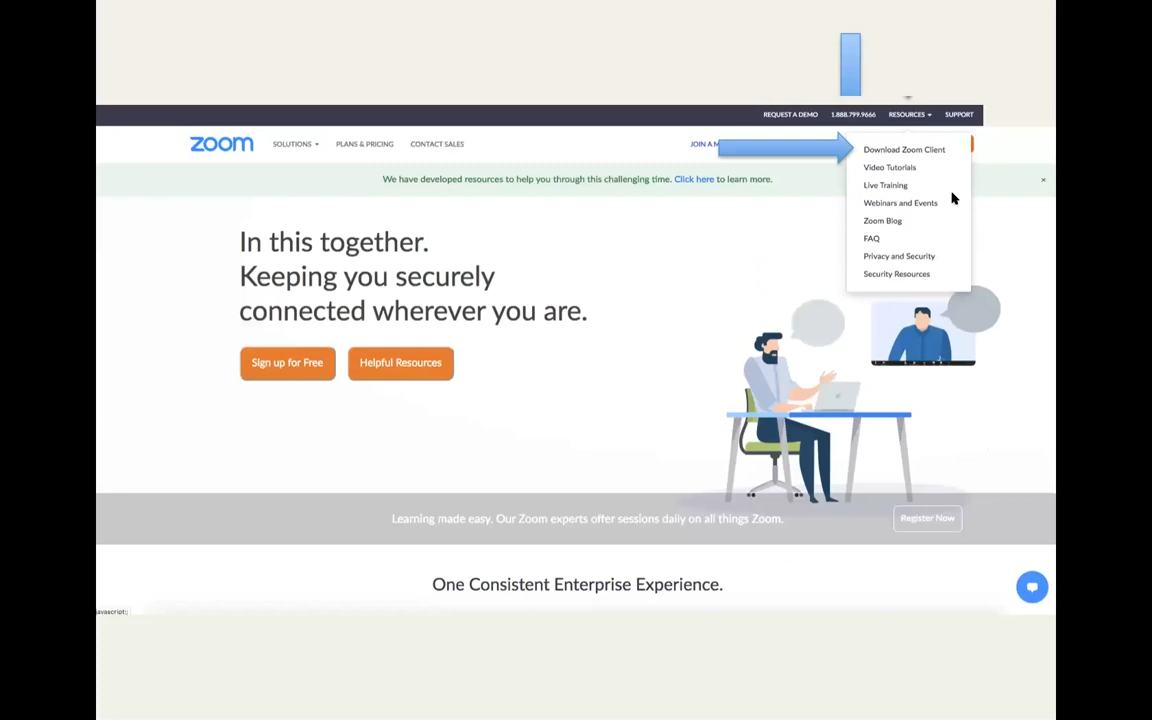 REQUEST A DEMO 1.888.799.9666 RESOURCES SUPPORT
zoom SOLUTIONS PLANS & PRICING CONTACT SALES JOIN A M
Download Zoom Client
Video Tutorials
Live Training
Webinars and Events
Zoom Blog
FAQ
Privacy and Security
Security Resources
We have developed resources to help you through this challenging time. Click here to learn more. ×
In this together.
Keeping you securely
connected wherever you are.
Sign up for Free Helpful Resources
Learning made easy. Our Zoom experts offer sessions daily on all things Zoom. Register Now
One Consistent Enterprise Experience.
javascript:;